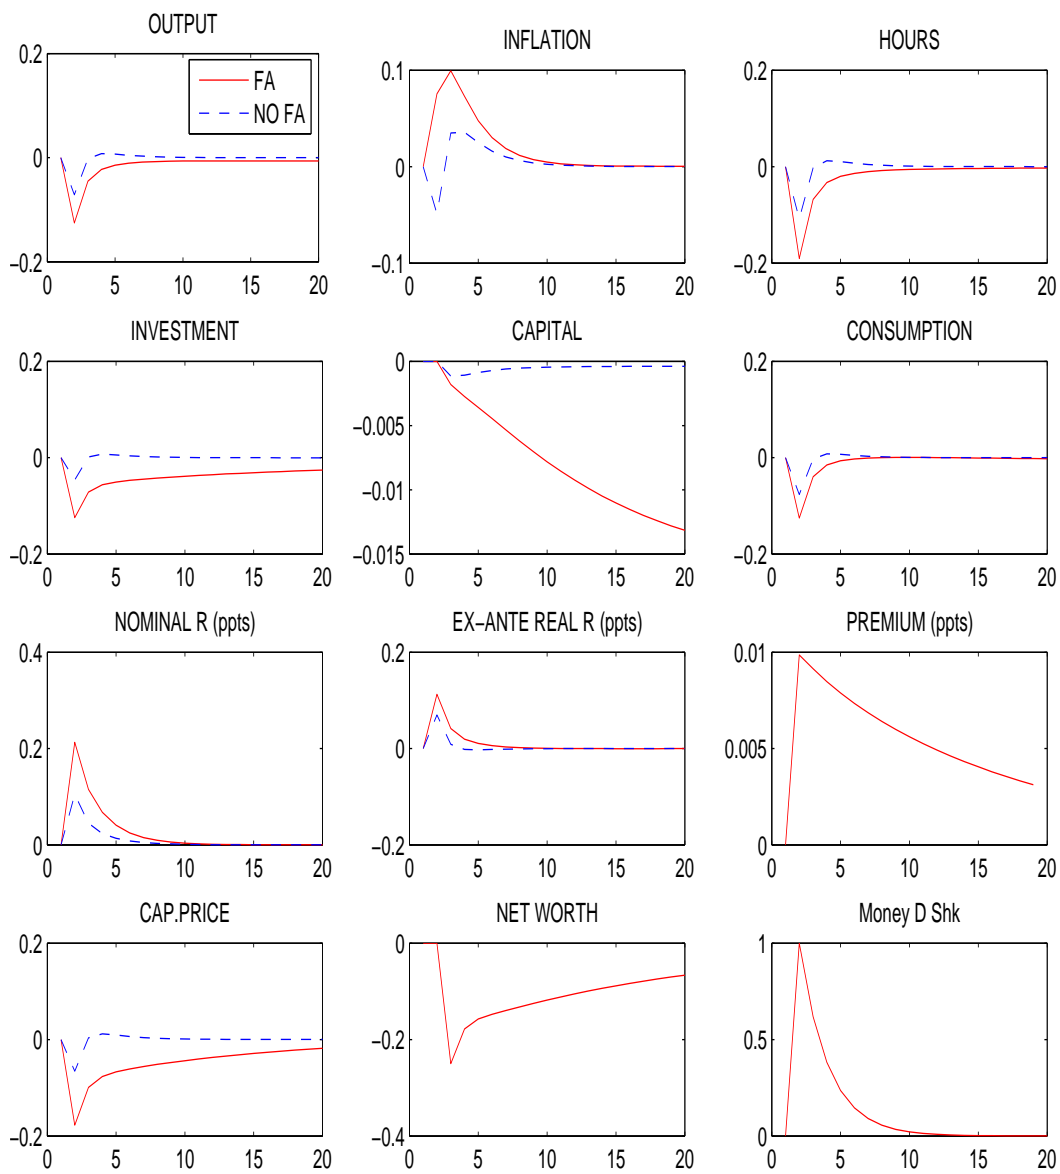 OUTPUT
INFLATION
HOURS
0.2
0
−0.2
0 5 10 15 20
FA
NO FA
0.1
0
−0.1
0 5 10 15 20
0.2
0
−0.2
0 5 10 15 20
INVESTMENT
CAPITAL
CONSUMPTION
0.2
0
−0.2
0 5 10 15 20
0
−0.005
−0.01
−0.015
0 5 10 15 20
0.2
0
−0.2
0 5 10 15 20
NOMINAL R (ppts)
EX−ANTE REAL R (ppts)
PREMIUM (ppts)
0.4
0.2
0
0 5 10 15 20
0.2
0
−0.2
0 5 10 15 20
0.01
0.005
0
0 5 10 15 20
CAP.PRICE
NET WORTH
Money D Shk
0.2
0
−0.2
0 5 10 15 20
0
−0.2
−0.4
0 5 10 15 20
1
0.5
0
0 5 10 15 20